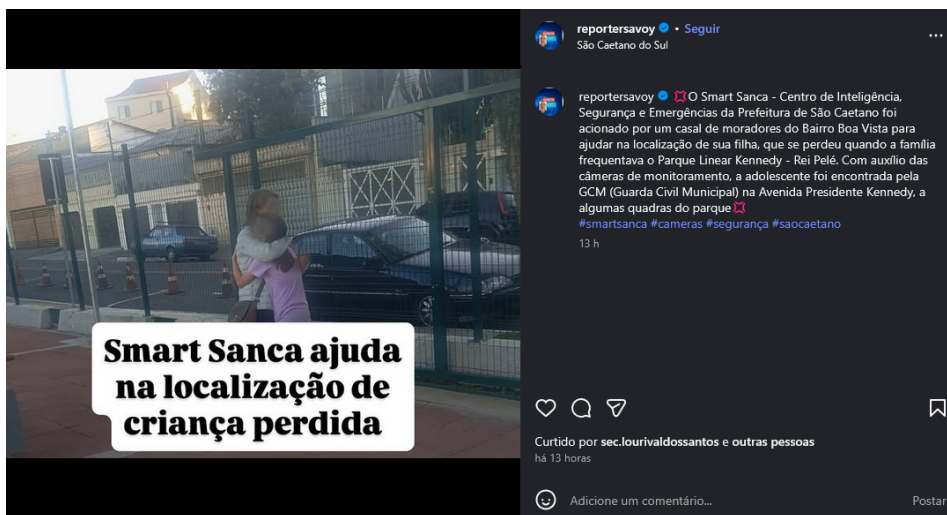 Smart Sanca ajuda
na localização de
criança perdida
reportersavoy • Seguir
São Caetano do Sul
reportersavoy 💢O Smart Sanca - Centro de Inteligência,
Segurança e Emergências da Prefeitura de São Caetano foi
acionado por um casal de moradores do Bairro Boa Vista para
ajudar na localização de sua filha, que se perdeu quando a família
frequentava o Parque Linear Kennedy - Rei Pelé. Com auxílio das
câmeras de monitoramento, a adolescente foi encontrada pela
GCM (Guarda Civil Municipal) na Avenida Presidente Kennedy, a
algumas quadras do parque💢
#smartsanca #cameras #segurança #saocaetano
13 h
Curtido por sec.lourivaldossantos e outras pessoas
há 13 horas
Adicione um comentário...
Postar